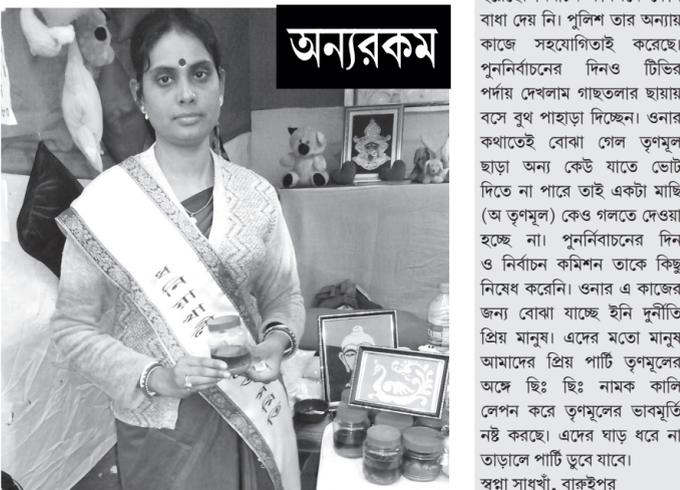 অন্যরকম
বাধা দেয় নি। পুলিশ তার অন্যায়
কাজে সহযোগিতাই করেছে।
পুননির্বাচনের দিনও টিভির
পর্দায় দেখলাম গাছতলার ছায়ায়
বসে বুথ পাহাড়া দিচ্ছেন। ওনার
কথাতেই বোঝা গেল তৃণমূল
ছাড়া অন্য কেউ যাতে ভোট
দিতে না পারে তাই একটা মাছি
(অ তৃণমূল) কেও গলতে দেওয়া
হচ্ছে না। পুনর্নির্বাচনের দিন
ও নির্বাচন কমিশন তাকে কিছু
নিষেধ করেনি। ওনার এ কাজের
জন্য বোঝা যাচ্ছে ইনি দুর্নীতি
প্রিয় মানুষ। এদের মতো মানুষ
আমাদের প্রিয় পার্টি তৃণমূলের
অঙ্গে ছিঃ ছিঃ নামক কালি
লেপন করে তৃণমূলের ভাবমূর্তি
নষ্ট করছে। এদের ঘাড় ধরে না
তাড়ালে পার্টি ডুবে যাবে।
স্বপ্না সাধুখাঁ, বারুইপুর